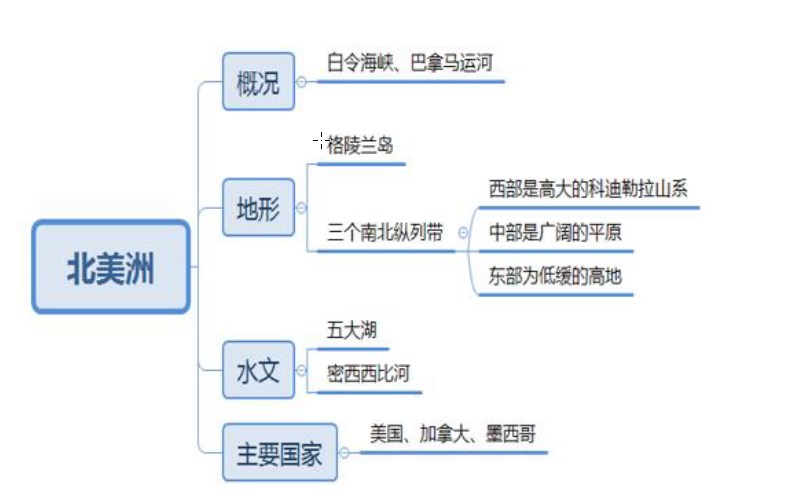 北美洲
概况
白令海峡、巴拿马运河
地形
格陵兰岛
三个南北纵列带
西部是高大的科迪勒拉山系
中部是广阔的平原
东部为低缓的高地
水文
五大湖
密西西比河
主要国家
美国、加拿大、墨西哥